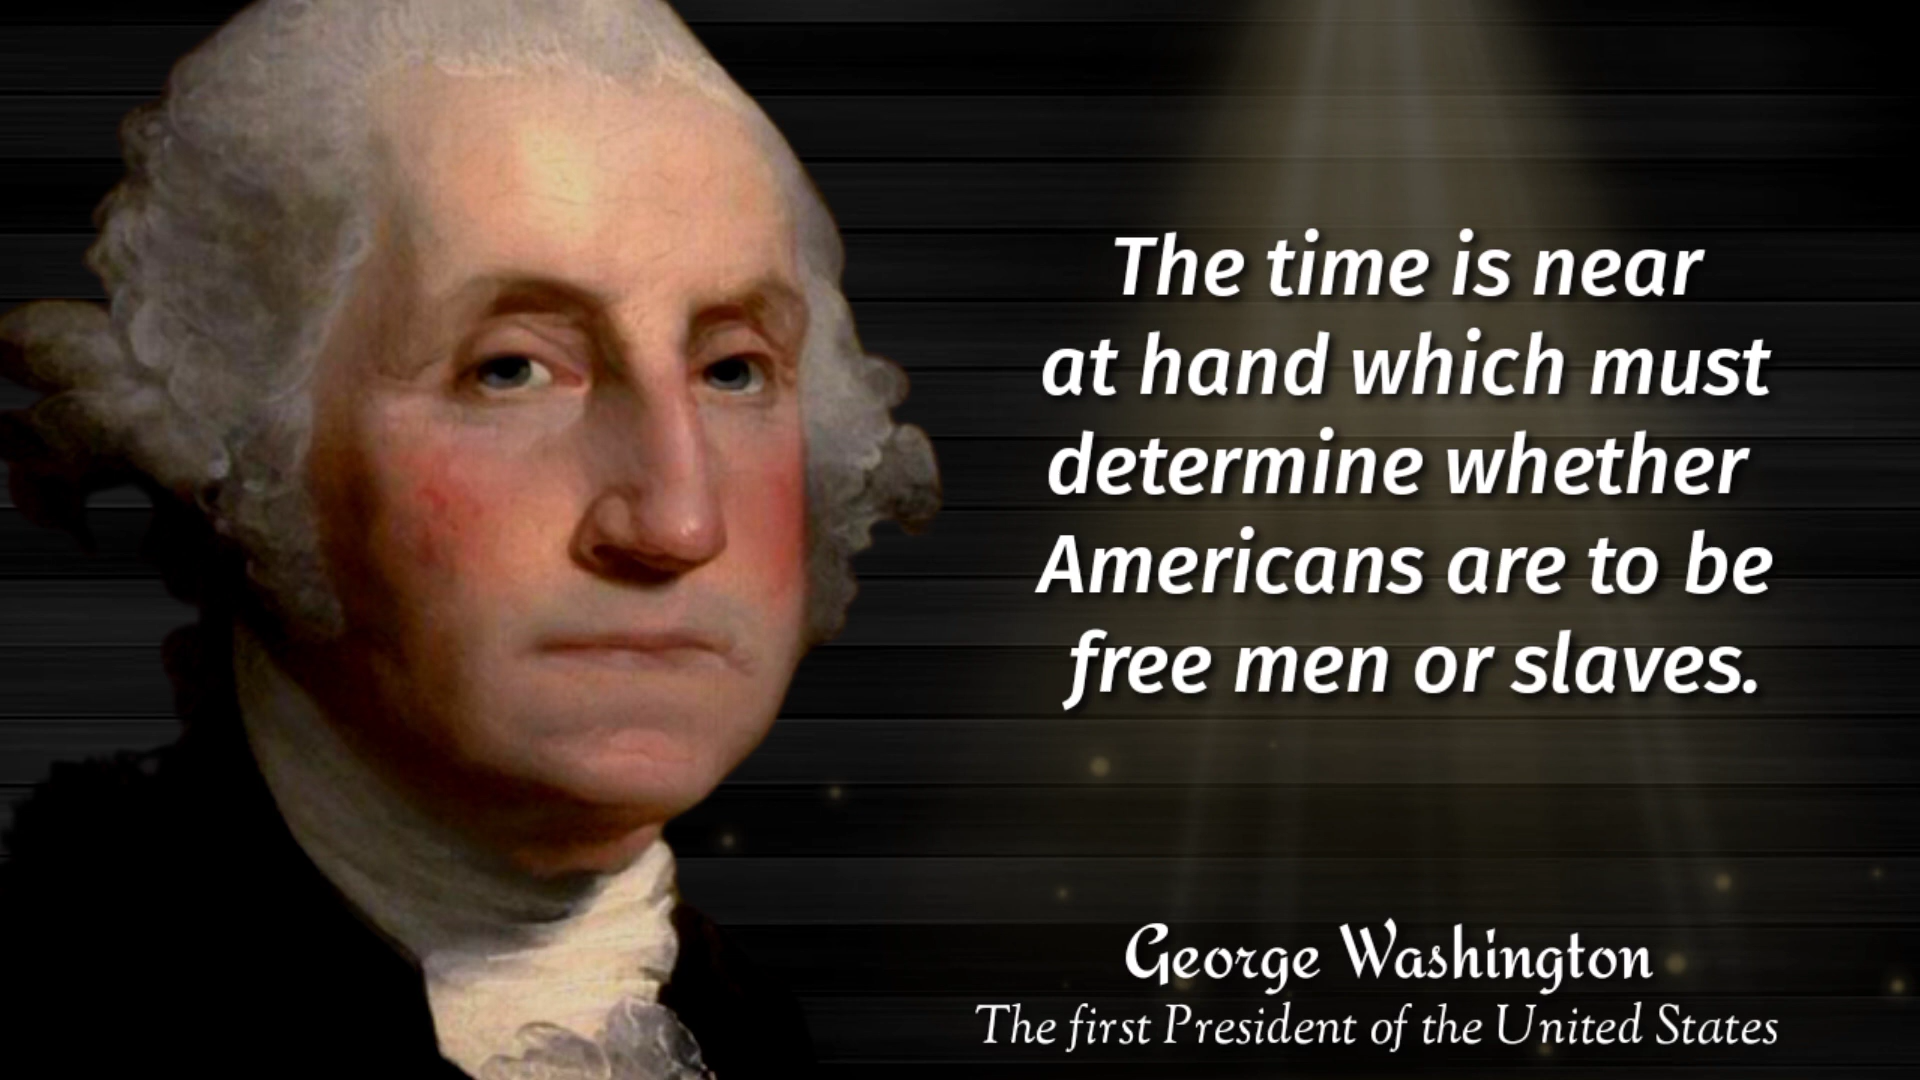 The time is near
at hand which must
determine whether
Americans are to be
free men or slaves.
George Washington
The first President of the United States